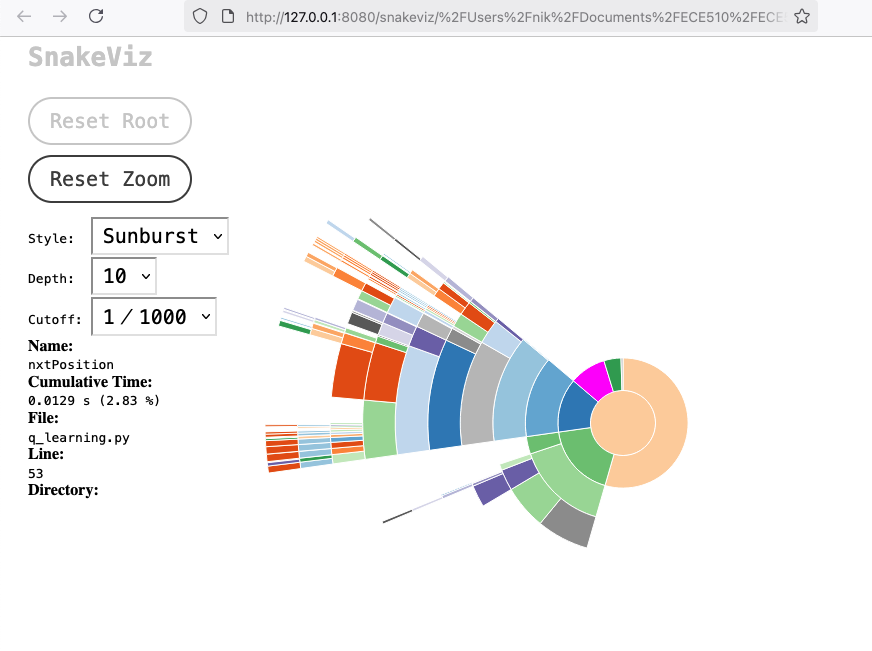 http://127.0.0.1:8080/snakeviz/%2FUsers%2Fnik%2FDocuments%2FECE510%2FECE
SnakeViz
Reset Root
Reset Zoom
Style: Sunburst
Depth: 10
Cutoff: 1 / 1000
Name:
nxtPosition
Cumulative Time:
0.0129 s (2.83 %)
File:
q_learning.py
Line:
53
Directory: